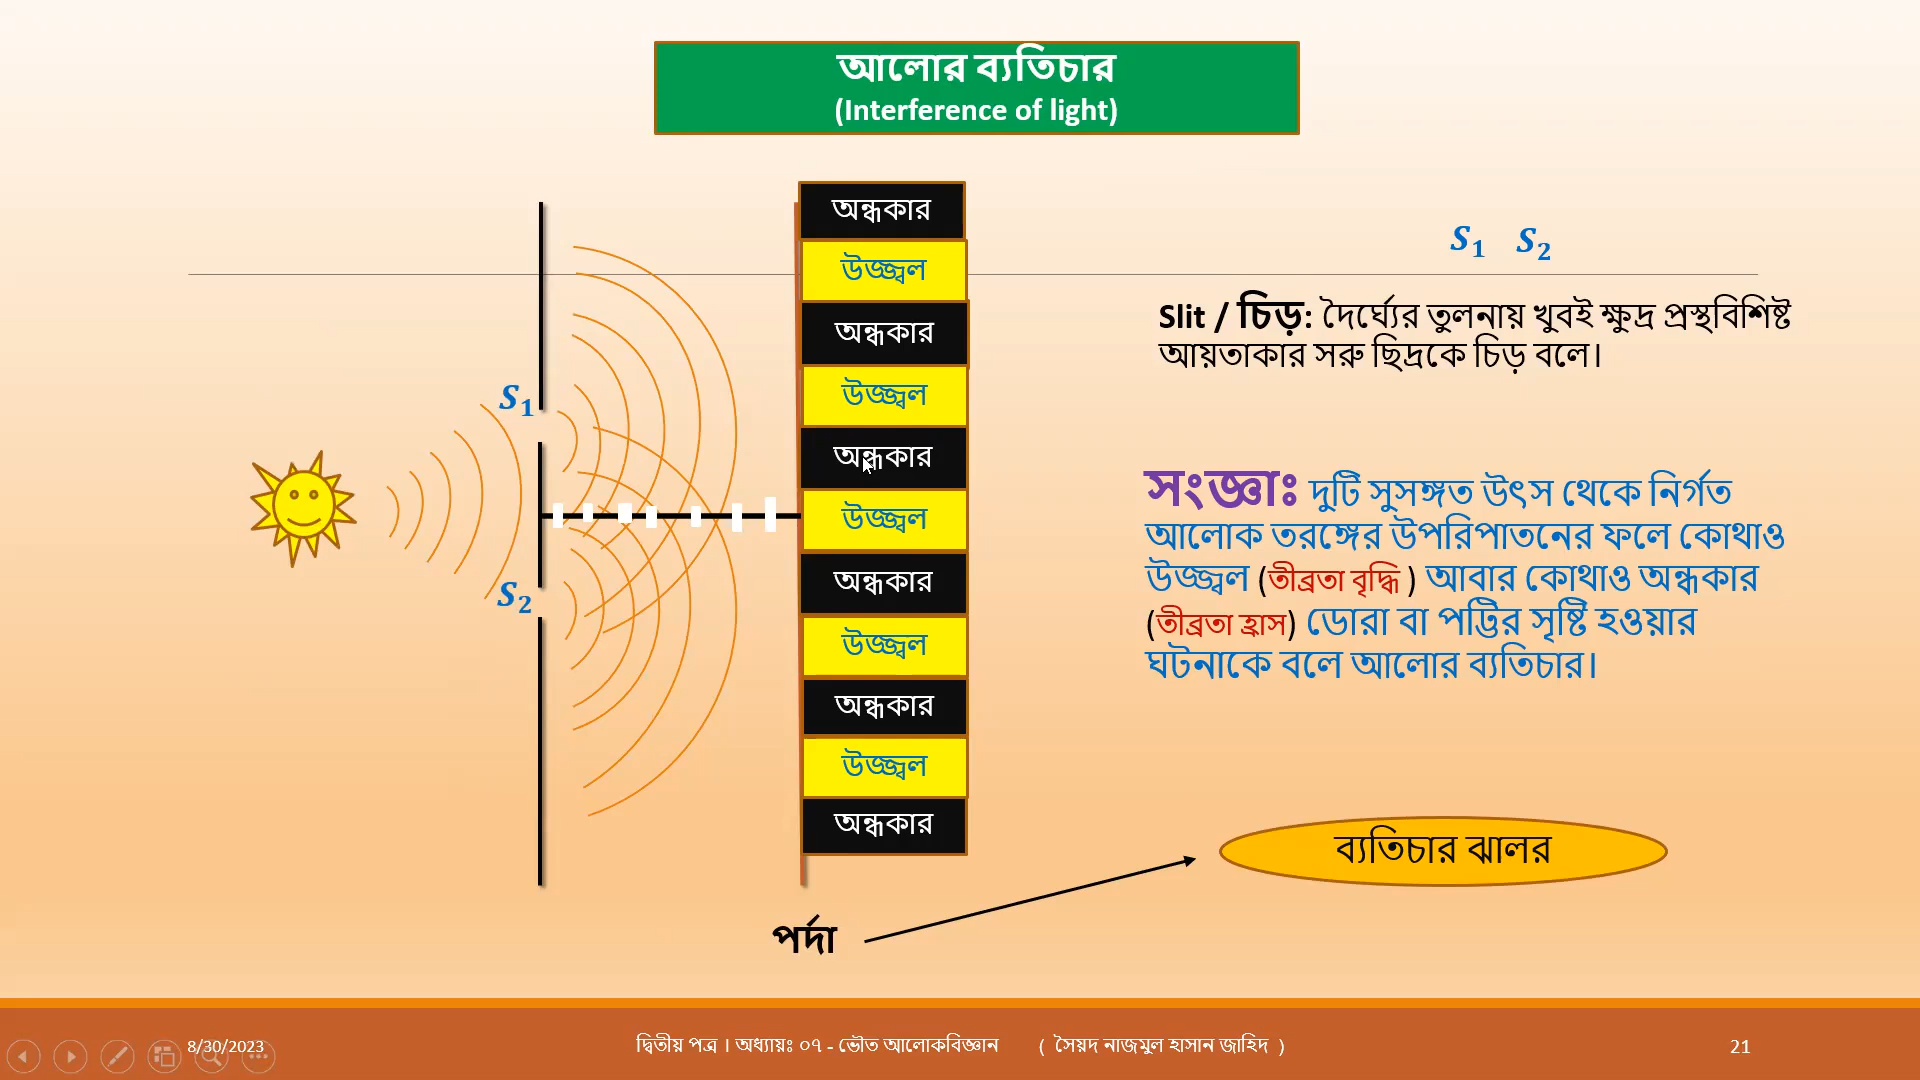 আলোর ব্যতিচার
(Interference of light)
অন্ধকার
উজ্জ্বল
অন্ধকার
উজ্জ্বল
অন্ধকার
উজ্জ্বল
অন্ধকার
উজ্জ্বল
অন্ধকার
উজ্জ্বল
অন্ধকার
S1
S2
পর্দা
S1 S2
Slit / চিড়: দৈর্ঘ্যের তুলনায় খুবই ক্ষুদ্র প্রস্থবিশিষ্ট
আয়তাকার সরু ছিদ্রকে চিড় বলে।
সংজ্ঞাঃ দুটি সুসঙ্গত উৎস থেকে নির্গত
আলোক তরঙ্গের উপরিপাতনের ফলে কোথাও
উজ্জ্বল (তীব্রতা বৃদ্ধি ) আবার কোথাও অন্ধকার
(তীব্রতা হ্রাস) ডোরা বা পট্টির সৃষ্টি হওয়ার
ঘটনাকে বলে আলোর ব্যতিচার।
ব্যতিচার ঝালর
8/30/2023
দ্বিতীয় পত্র । অধ্যায়ঃ ০৭ - ভৌত আলোকবিজ্ঞান ( সৈয়দ নাজমুল হাসান জাহিদ )
21